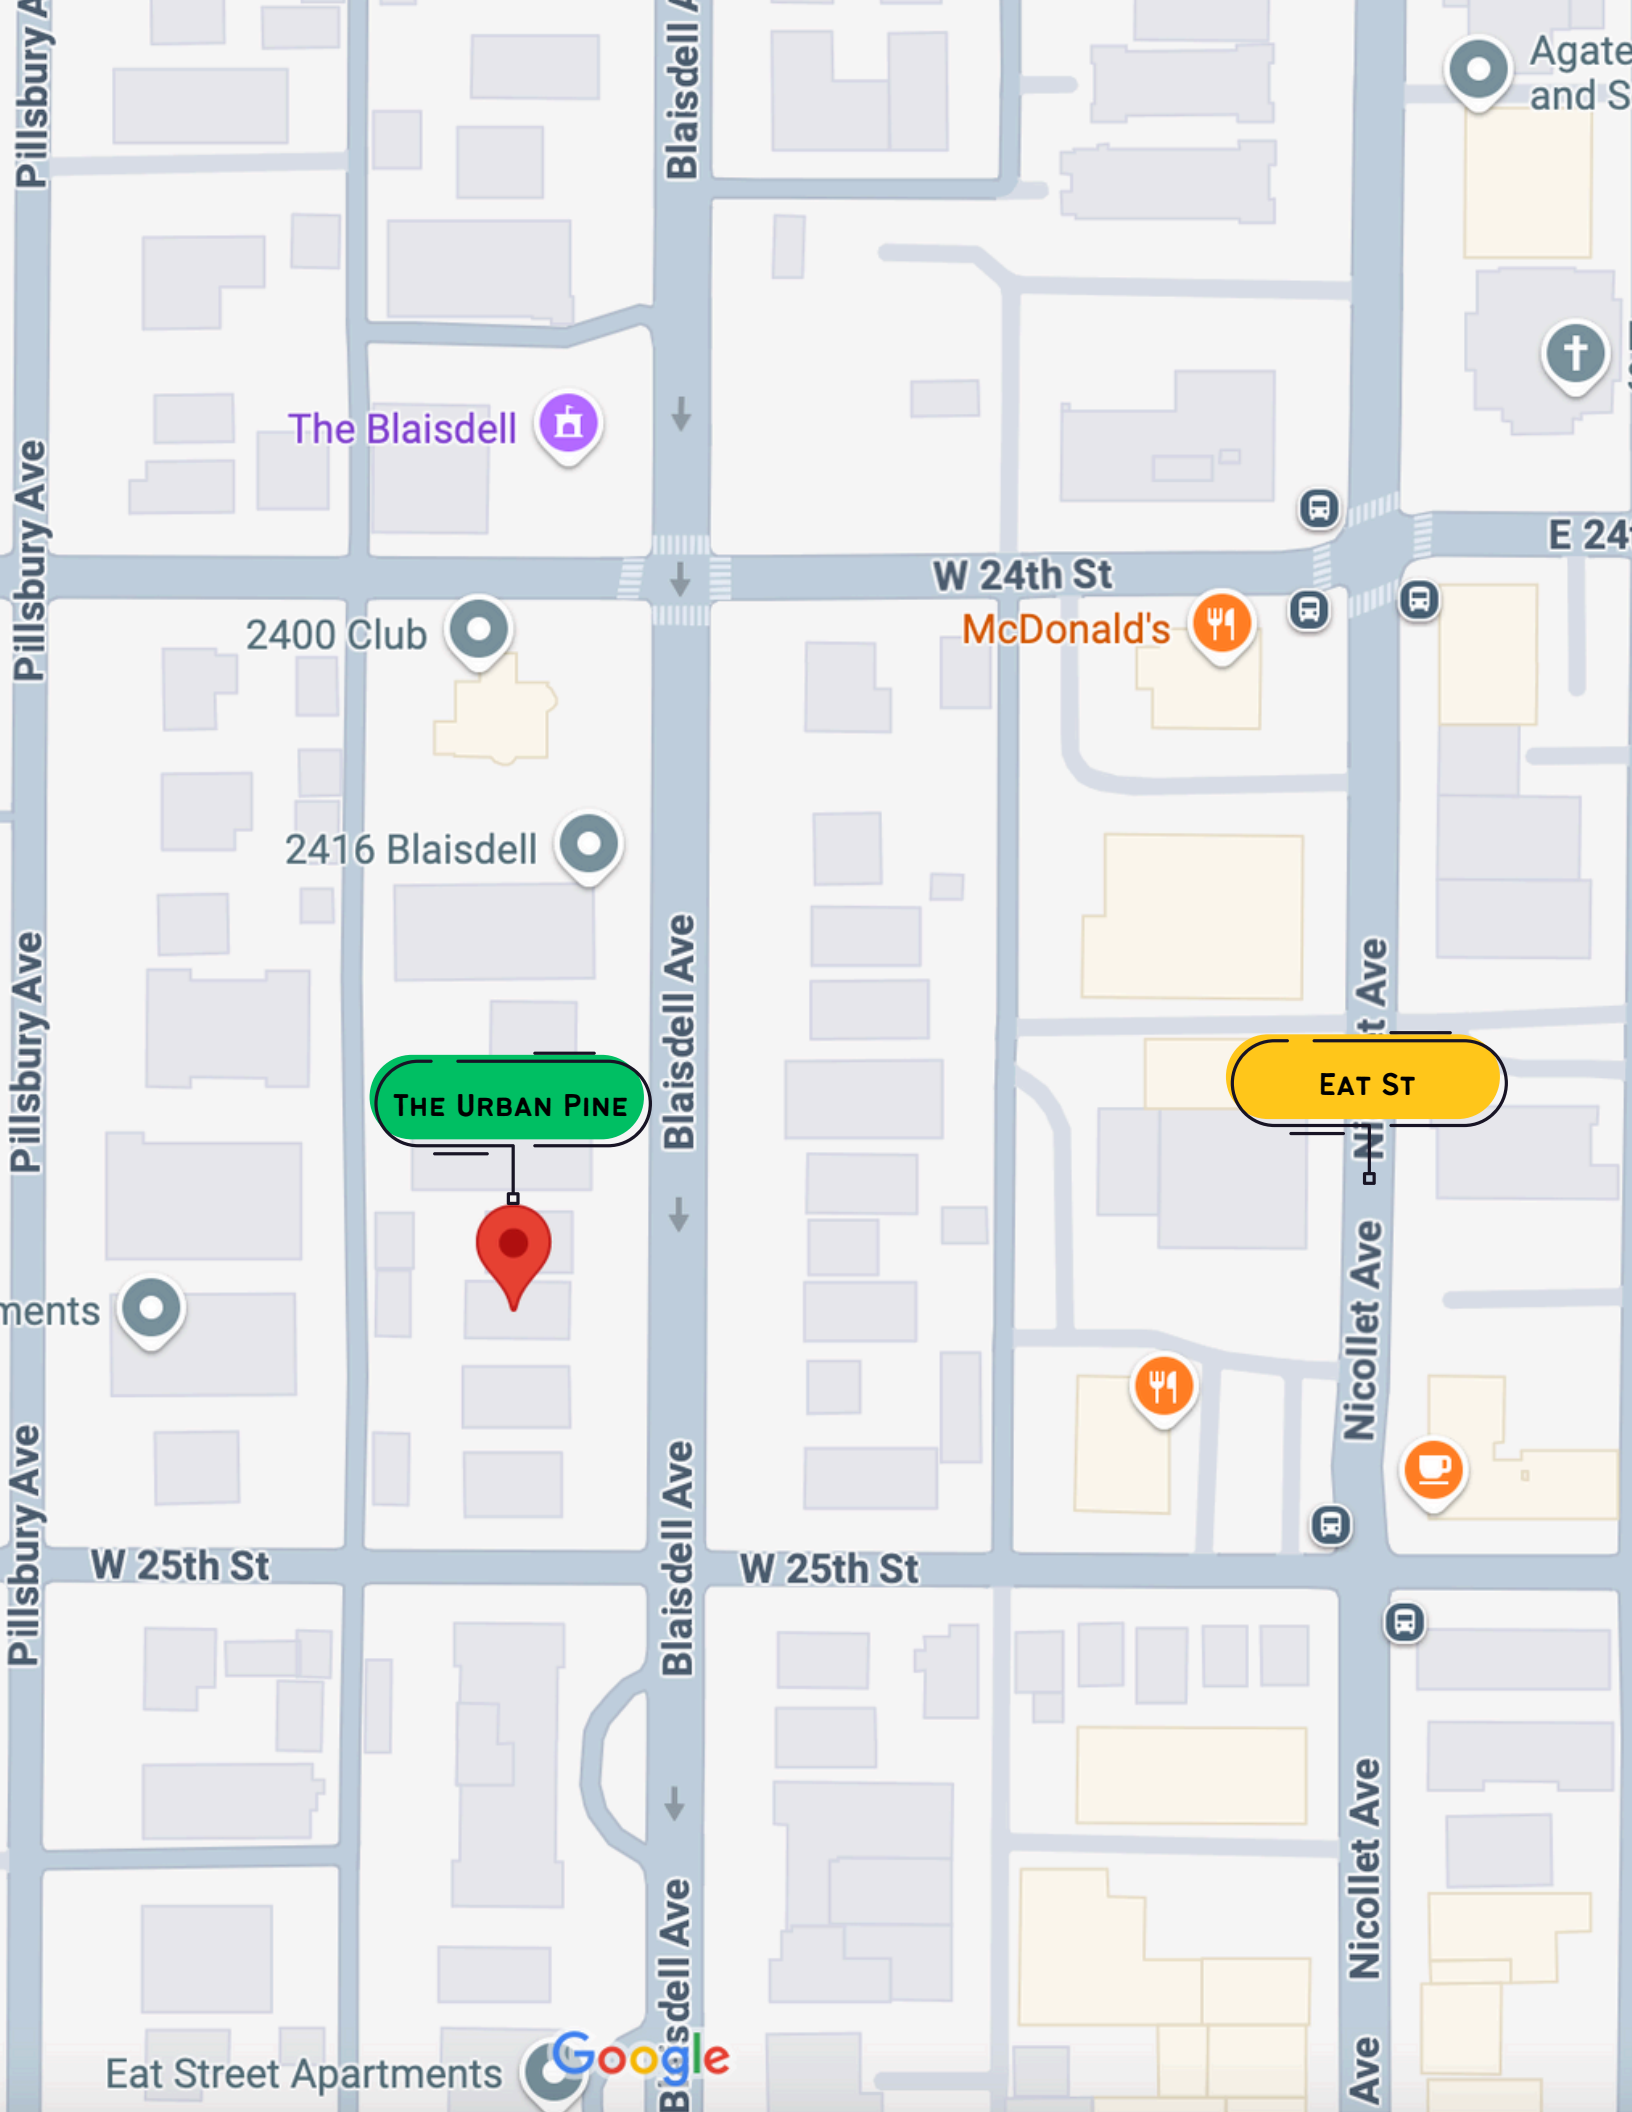 Pillsbury A
Blaisdell A
Agate
and S
The Blaisdell
Pillsbury Ave
W 24th St
E 24t
2400 Club
McDonald's
2416 Blaisdell
Blaisdell Ave
Pillsbury Ave
t Ave
The Urban Pine
Eat St
Nicollet Ave
ments
Pillsbury Ave
Blaisdell Ave
W 25th St
W 25th St
Nicollet Ave
Blaisdell Ave
Ave
Eat Street Apartments
Google